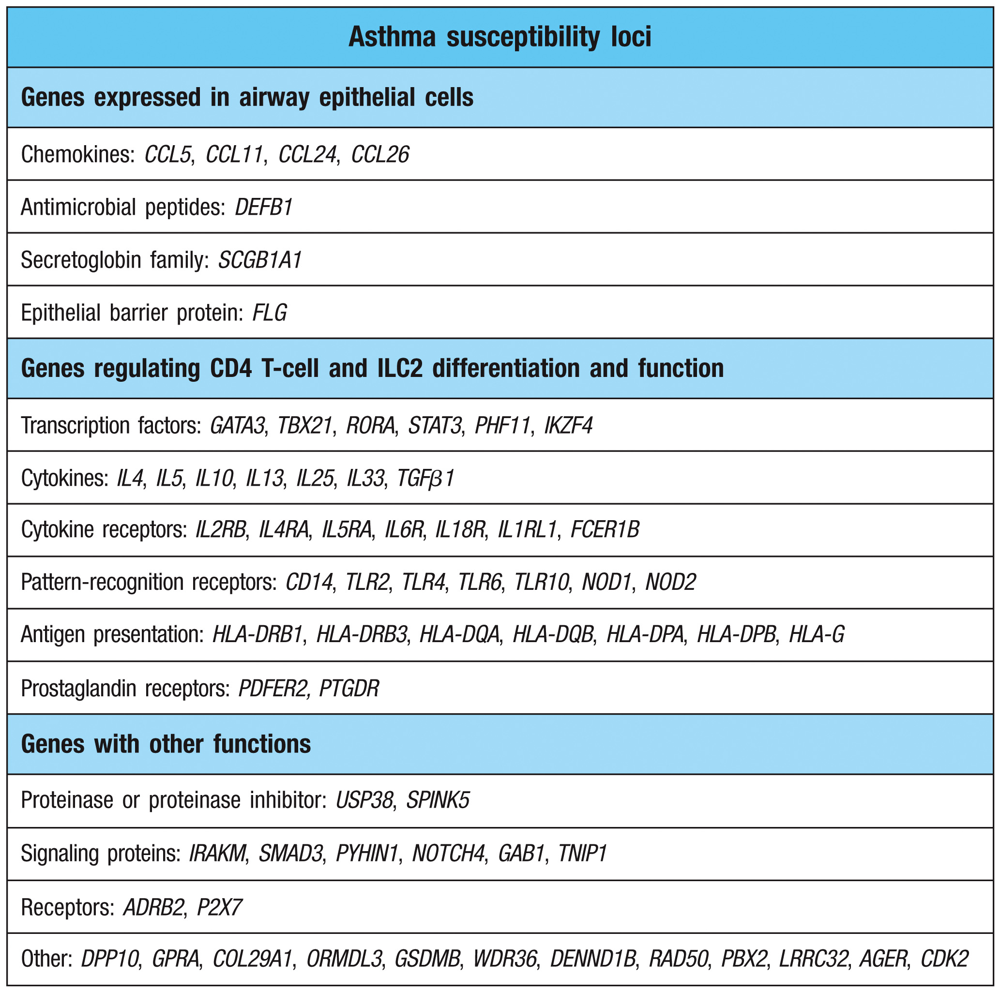 Asthma susceptibility loci
Genes expressed in airway epithelial cells
Chemokines: CCL5, CCL11, CCL24, CCL26
Antimicrobial peptides: DEFB1
Secretoglobin family: SCGB1A1
Epithelial barrier protein: FLG
Genes regulating CD4 T-cell and ILC2 differentiation and function
Transcription factors: GATA3, TBX21, RORA, STAT3, PHF11, IKZF4
Cytokines: IL4, IL5, IL10, IL13, IL25, IL33, TGFβ1
Cytokine receptors: IL2RB, IL4RA, IL5RA, IL6R, IL18R, IL1RL1, FCER1B
Pattern-recognition receptors: CD14, TLR2, TLR4, TLR6, TLR10, NOD1, NOD2
Antigen presentation: HLA-DRB1, HLA-DRB3, HLA-DQA, HLA-DQB, HLA-DPA, HLA-DPB, HLA-G
Prostaglandin receptors: PDFER2, PTGDR
Genes with other functions
Proteinase or proteinase inhibitor: USP38, SPINK5
Signaling proteins: IRAKM, SMAD3, PYHIN1, NOTCH4, GAB1, TNIP1
Receptors: ADRB2, P2X7
Other: DPP10, GPRA, COL29A1, ORMDL3, GSDMB, WDR36, DENND1B, RAD50, PBX2, LRRC32, AGER, CDK2